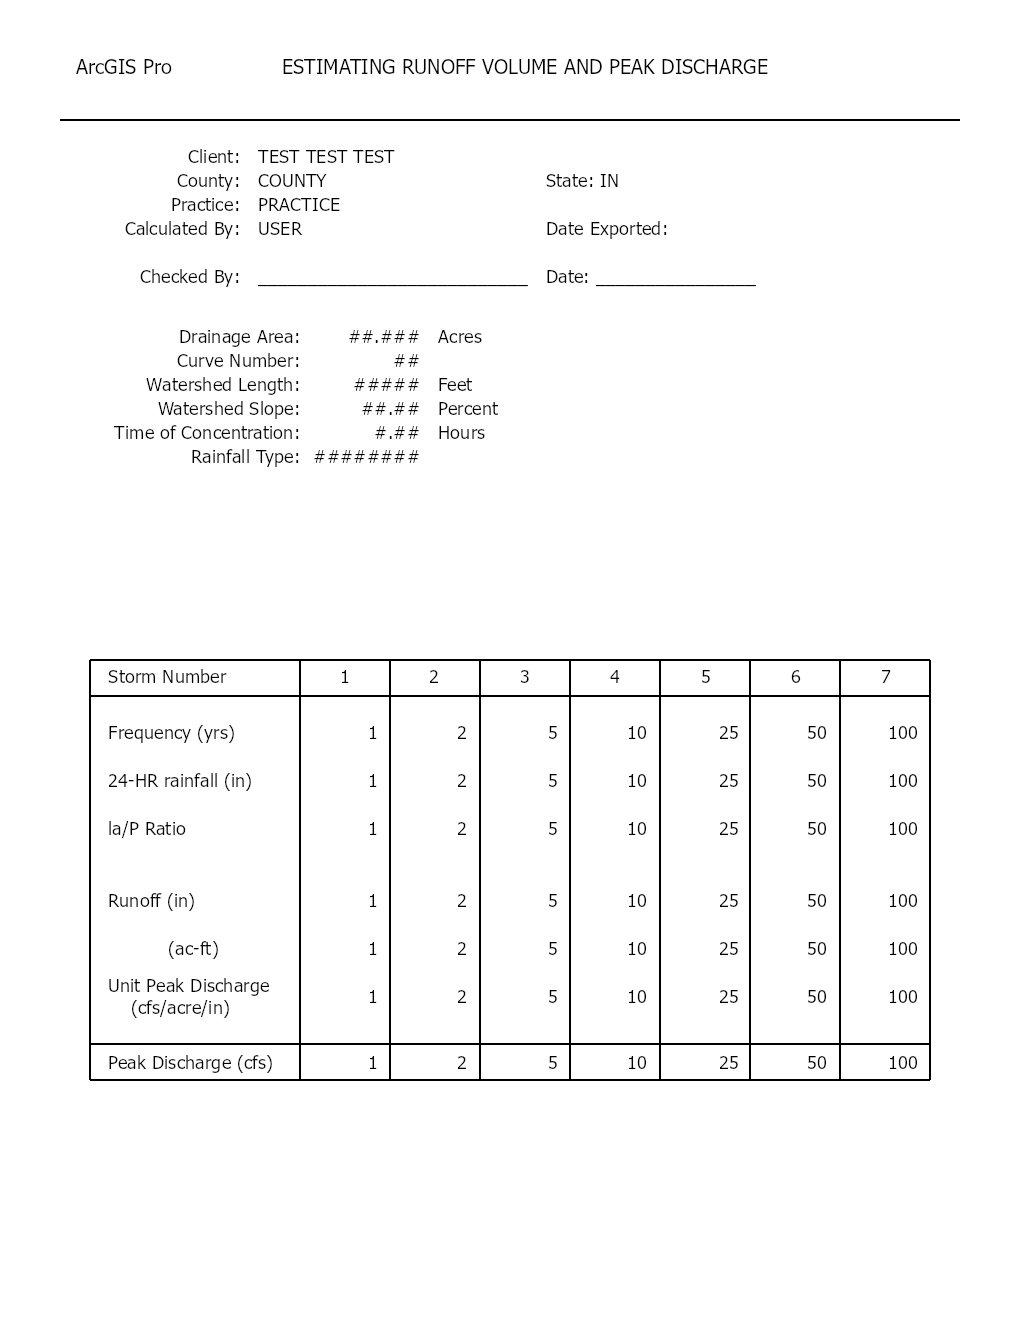 ArcGIS Pro ESTIMATING RUNOFF VOLUME AND PEAK DISCHARGE
Client: TEST TEST TEST
County: COUNTY State: IN
Practice: PRACTICE
Calculated By: USER Date Exported:
Checked By: ___________________________ Date: ________________
Drainage Area: ##.### Acres
Curve Number: ##
Watershed Length: ##### Feet
Watershed Slope: ##.## Percent
Time of Concentration: #.## Hours
Rainfall Type: ########
Storm Number 1 2 3 4 5 6 7
Frequency (yrs) 1 2 5 10 25 50 100
24-HR rainfall (in) 1 2 5 10 25 50 100
la/P Ratio 1 2 5 10 25 50 100
Runoff (in) 1 2 5 10 25 50 100
(ac-ft) 1 2 5 10 25 50 100
Unit Peak Discharge
(cfs/acre/in) 1 2 5 10 25 50 100
Peak Discharge (cfs) 1 2 5 10 25 50 100